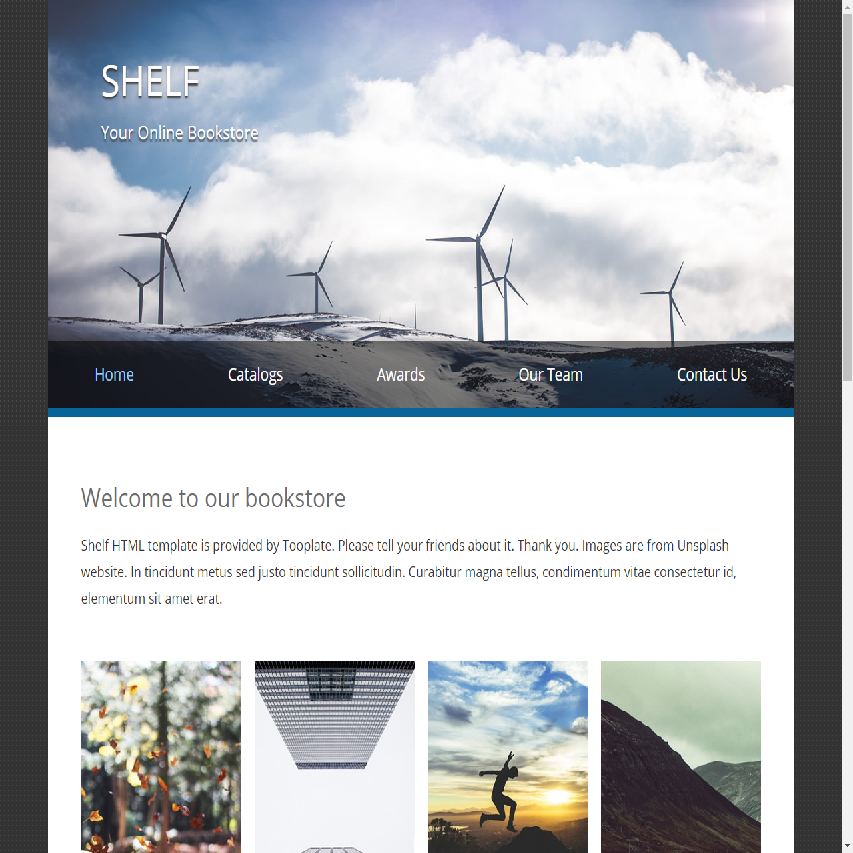 SHELF
Your Online Bookstore
Home Catalogs Awards Our Team Contact Us
Welcome to our bookstore
Shelf HTML template is provided by Tooplate. Please tell your friends about it. Thank you. Images are from Unsplash
website. In tincidunt metus sed justo tincidunt sollicitudin. Curabitur magna tellus, condimentum vitae consectetur id,
elementum sit amet erat.